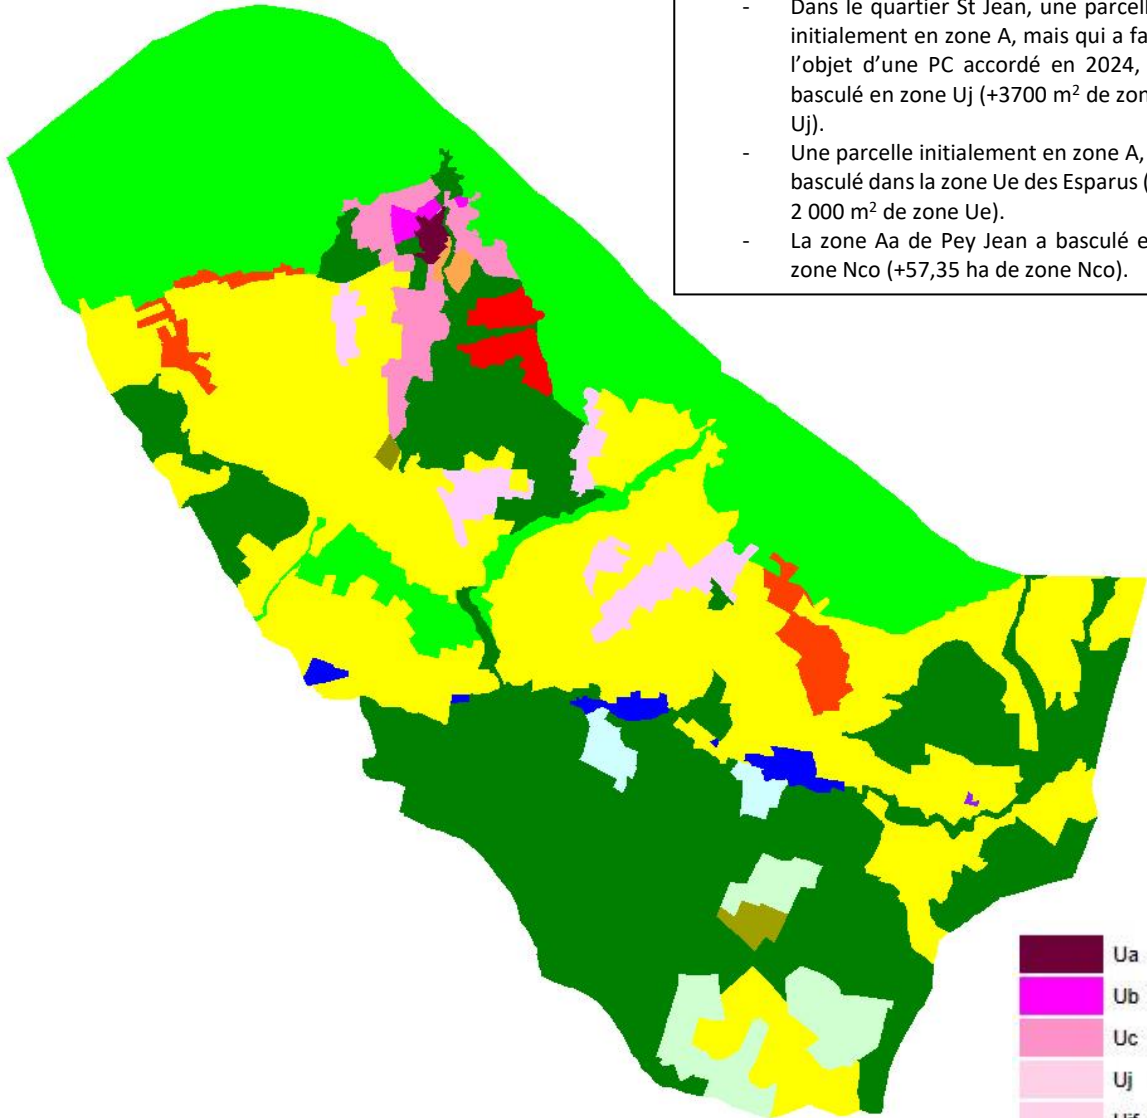 - Dans le quartier St Jean, une parcell
initialement en zone A, mais qui a fa
l’objet d’une PC accordé en 2024,
basculé en zone Uj (+3700 m² de zon
Uj).
- Une parcelle initialement en zone A,
basculé dans la zone Ue des Esparus (
2 000 m² de zone Ue).
- La zone Aa de Pey Jean a basculé e
zone Nco (+57,35 ha de zone Nco).
Ua
Ub
Uc
Uj